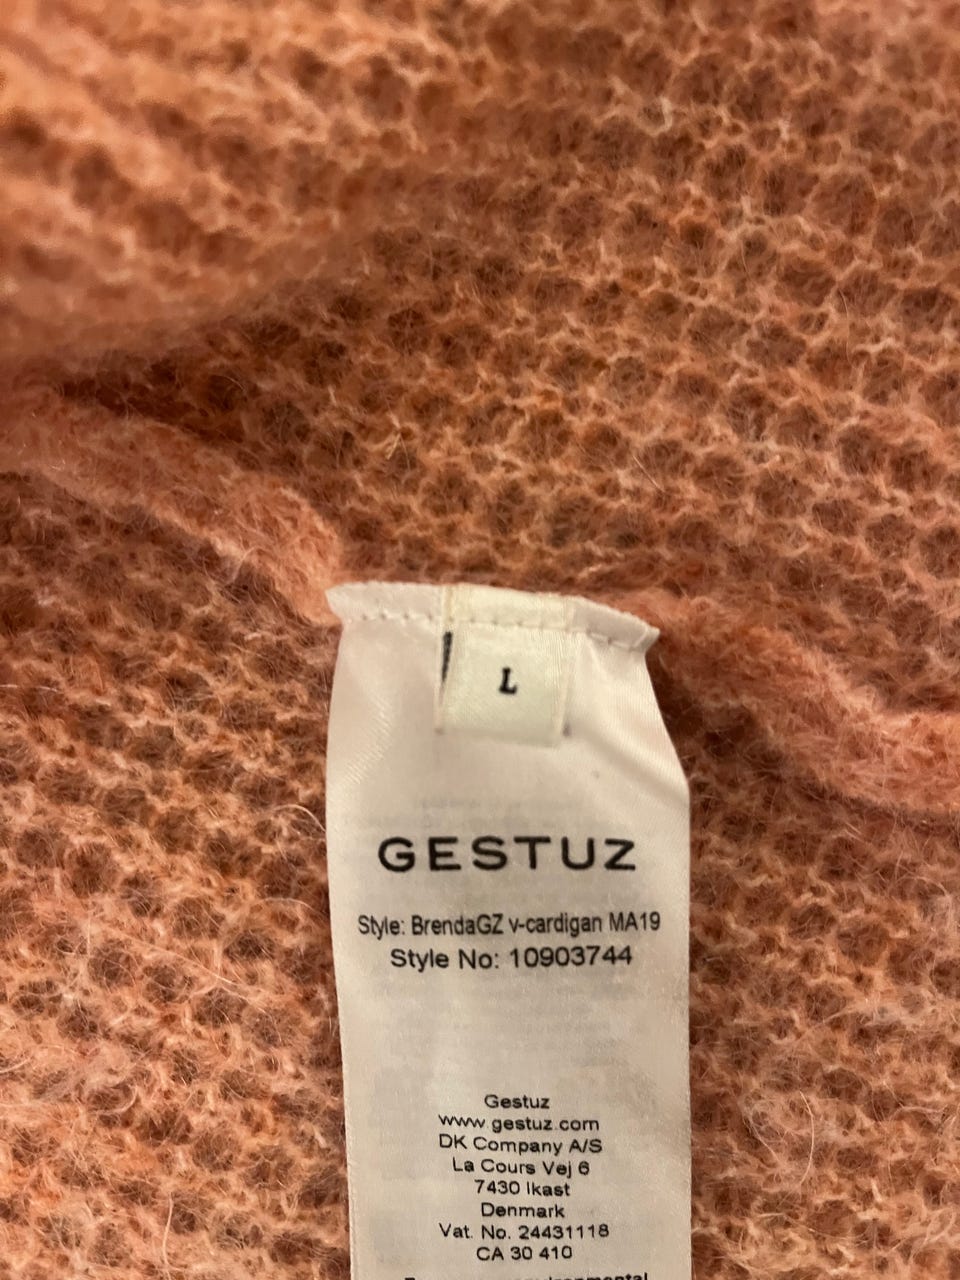 L
GESTUZ
Style: BrendaGZ v-cardigan MA19
Style No: 10903744
Gestuz
www.gestuz.com
DK Company A/S
La Cours Vej 6
7430 Ikast
Denmark
Vat. No. 24431118
CA 30 410
environmental